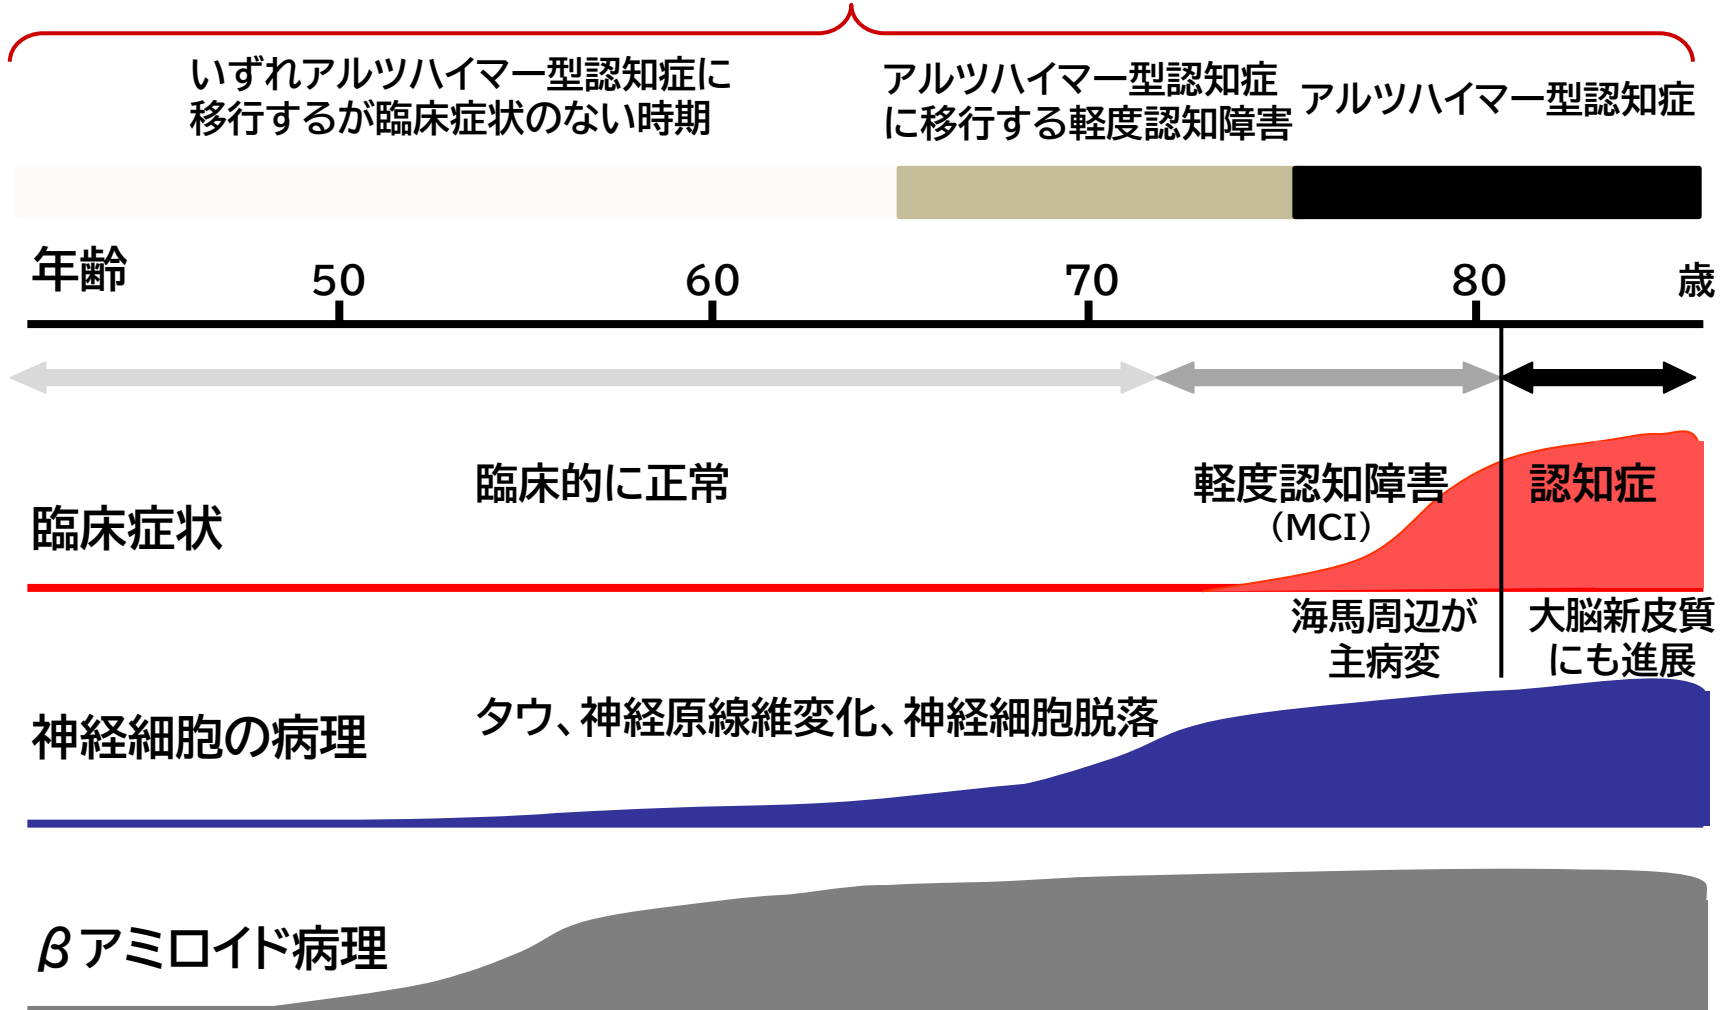 いずれアルツハイマー型認知症に
移行するが臨床症状のない時期
アルツハイマー型認知症
に移行する軽度認知障害
アルツハイマー型認知症
年齢
50
60
70
80
歳
臨床的に正常
軽度認知障害
（MCI）
認知症
臨床症状
海馬周辺が
主病変
大脳新皮質
にも進展
タウ、神経原線維変化、神経細胞脱落
神経細胞の病理
βアミロイド病理